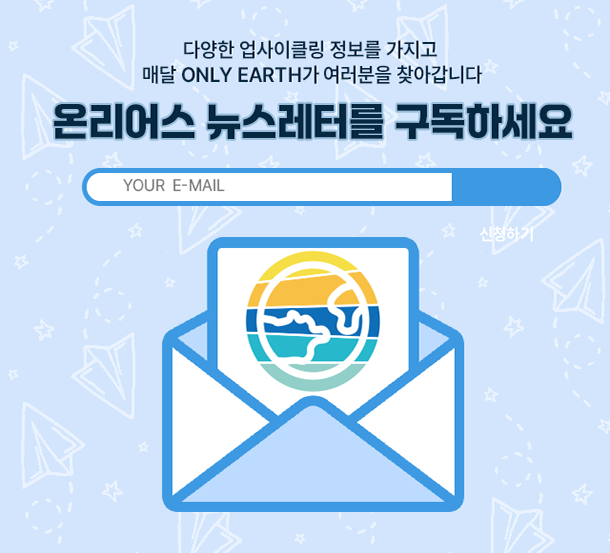 다양한 업사이클링 정보를 가지고
매달 ONLY EARTH가 여러분을 찾아갑니다
온리어스 뉴스레터를 구독하세요
YOUR E-MAIL
신청하기